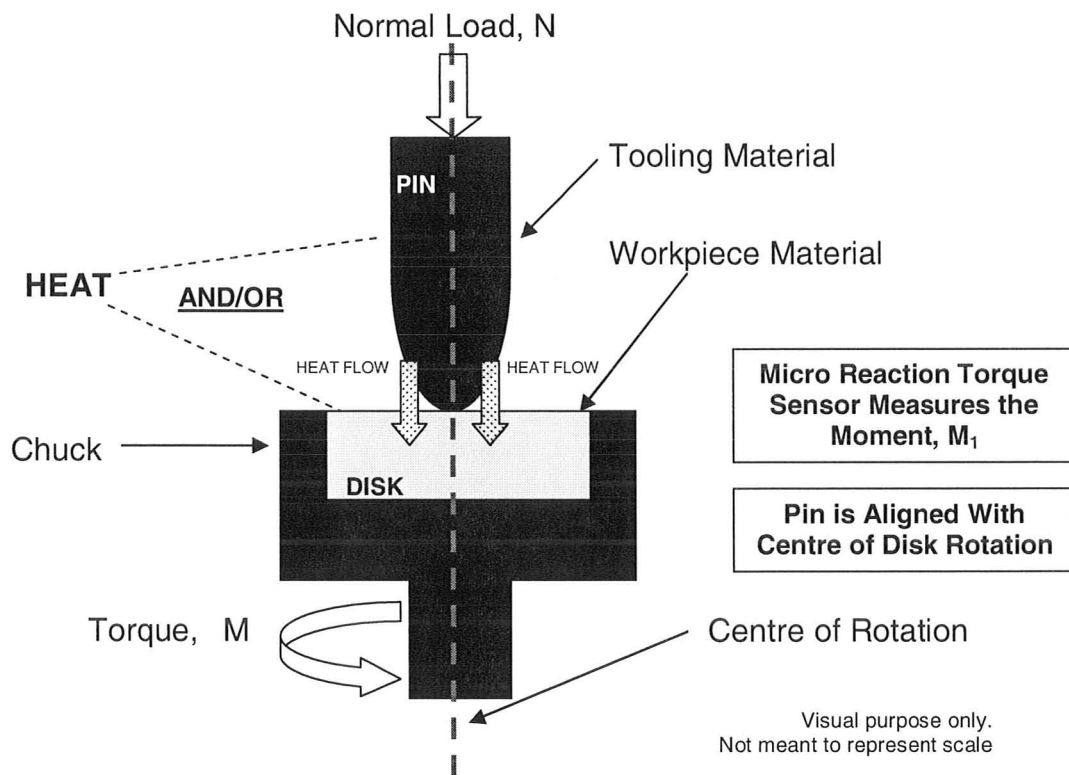 Normal Load, N
PIN
Tooling Material
Workpiece Material
HEAT
AND/OR
HEAT FLOW
HEAT FLOW
Micro Reaction Torque
Sensor Measures the
Moment, M₁
Chuck
DISK
Pin is Aligned With
Centre of Disk Rotation
Torque, M
Centre of Rotation
Visual purpose only.
Not meant to represent scale